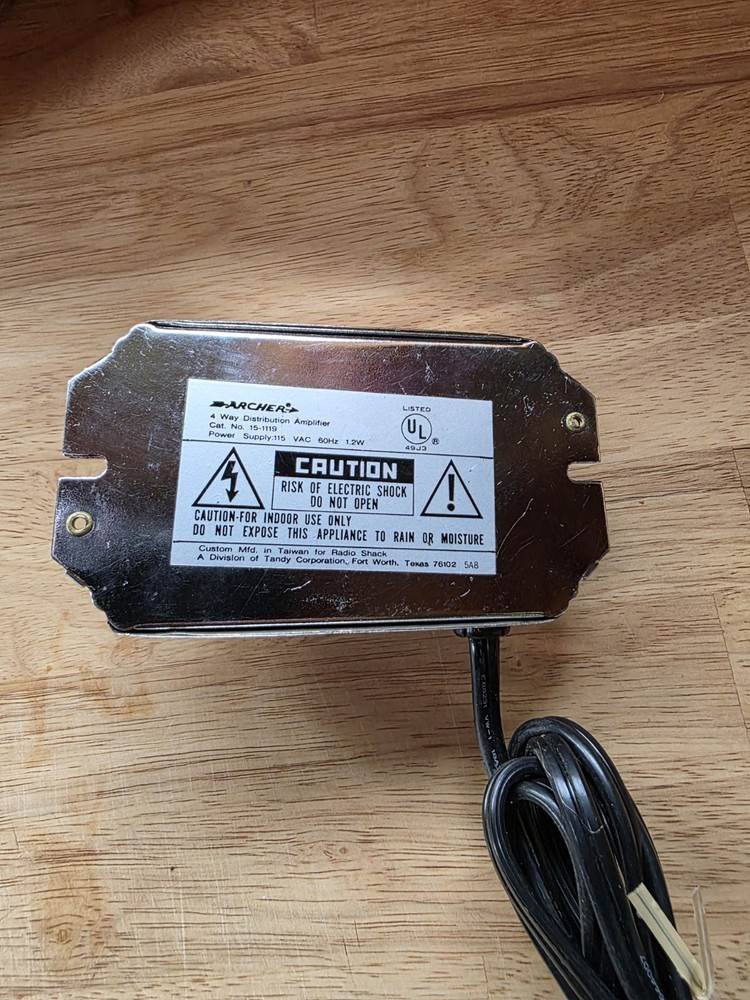 ARCHER
4 Way Distribution Amplifier
Cat. No. 15-1119
Power Supply:115 VAC 60Hz 1.2W
LISTED
UL
®
49J3
CAUTION
RISK OF ELECTRIC SHOCK
DO NOT OPEN
CAUTION-FOR INDOOR USE ONLY
DO NOT EXPOSE THIS APPLIANCE TO RAIN OR MOISTURE
Custom Mfd. in Taiwan for Radio Shack
A Division of Tandy Corporation, Fort Worth, Texas 76102 5A8
VW-1